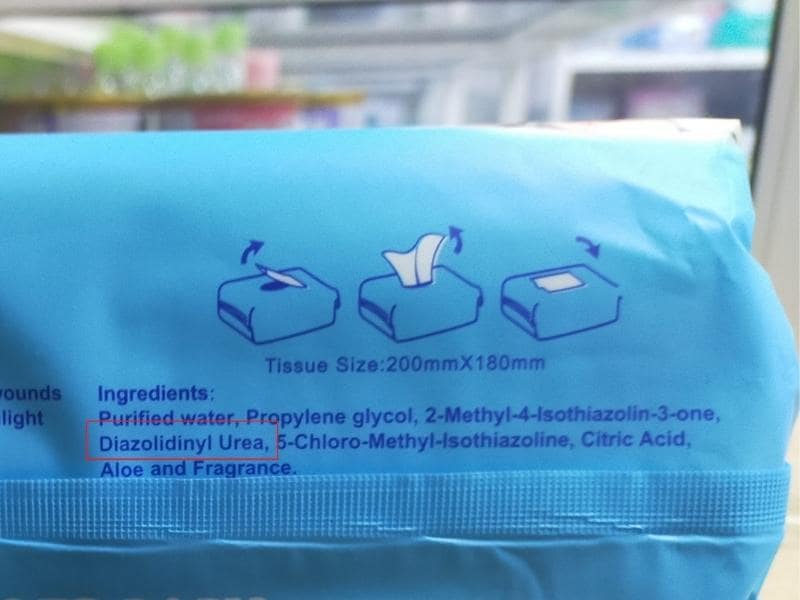 Tissue Size:200mmX180mm
ounds
light
Ingredients:
Purified water, Propylene glycol, 2-Methyl-4-Isothiazolin-3-one,
Diazolidinyl Urea, 5-Chloro-Methyl-Isothiazoline, Citric Acid,
Aloe and Fragrance.